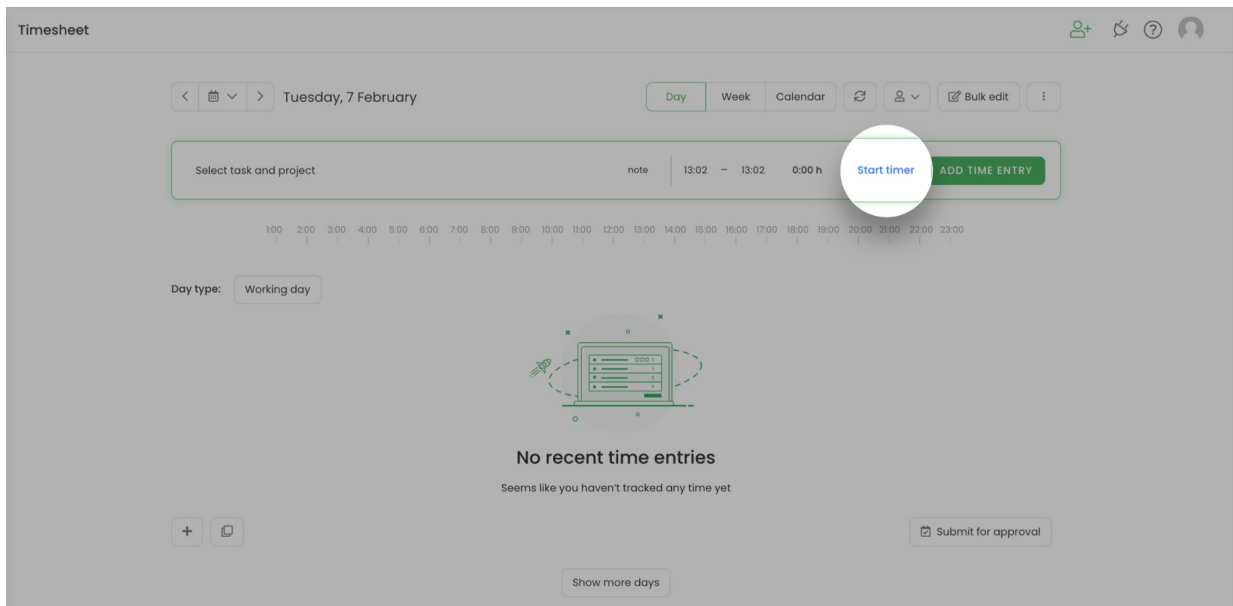 Timesheet
Tuesday, 7 February Day Week Calendar Bulk edit
Select task and project note 13:02 – 13:02 0:00 h Start timer ADD TIME ENTRY
1:00 2:00 3:00 4:00 5:00 6:00 7:00 8:00 9:00 10:00 11:00 12:00 13:00 14:00 15:00 16:00 17:00 18:00 19:00 20:00 21:00 22:00 23:00
Day type: Working day
No recent time entries
Seems like you haven't tracked any time yet
Submit for approval
Show more days